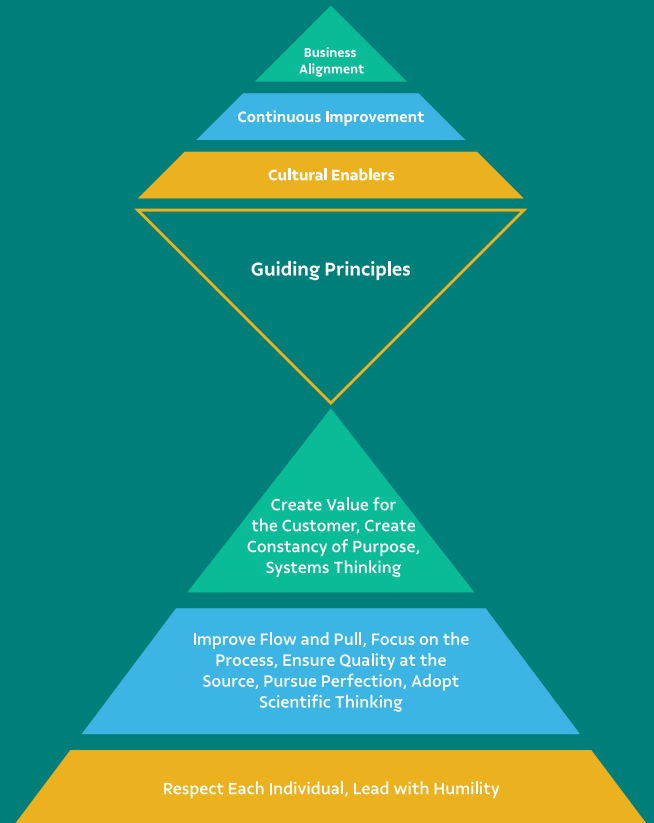 Business
Alignment
Continuous Improvement
Cultural Enablers
Guiding Principles
Create Value for
the Customer, Create
Constancy of Purpose,
Systems Thinking
Improve Flow and Pull, Focus on the
Process, Ensure Quality at the
Source, Pursue Perfection, Adopt
Scientific Thinking
Respect Each Individual, Lead with Humility